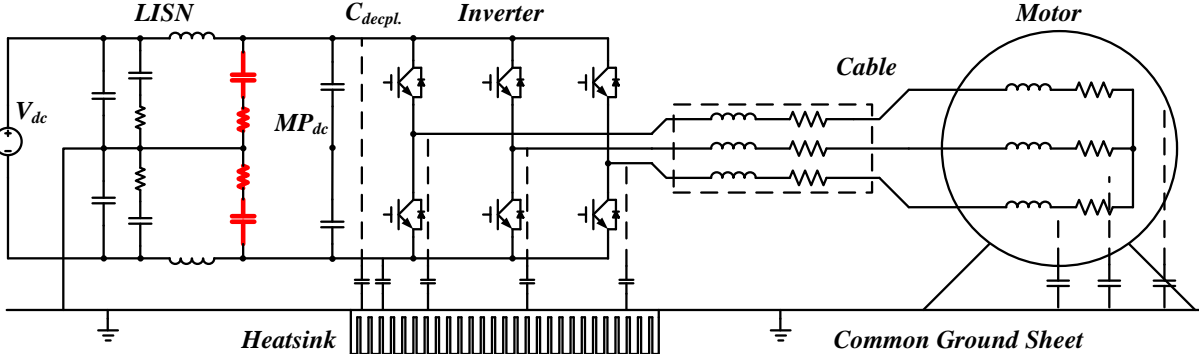 LISN
C_decpl.
Inverter
Motor
Cable
V_dc
MP_dc
Heatsink
Common Ground Sheet